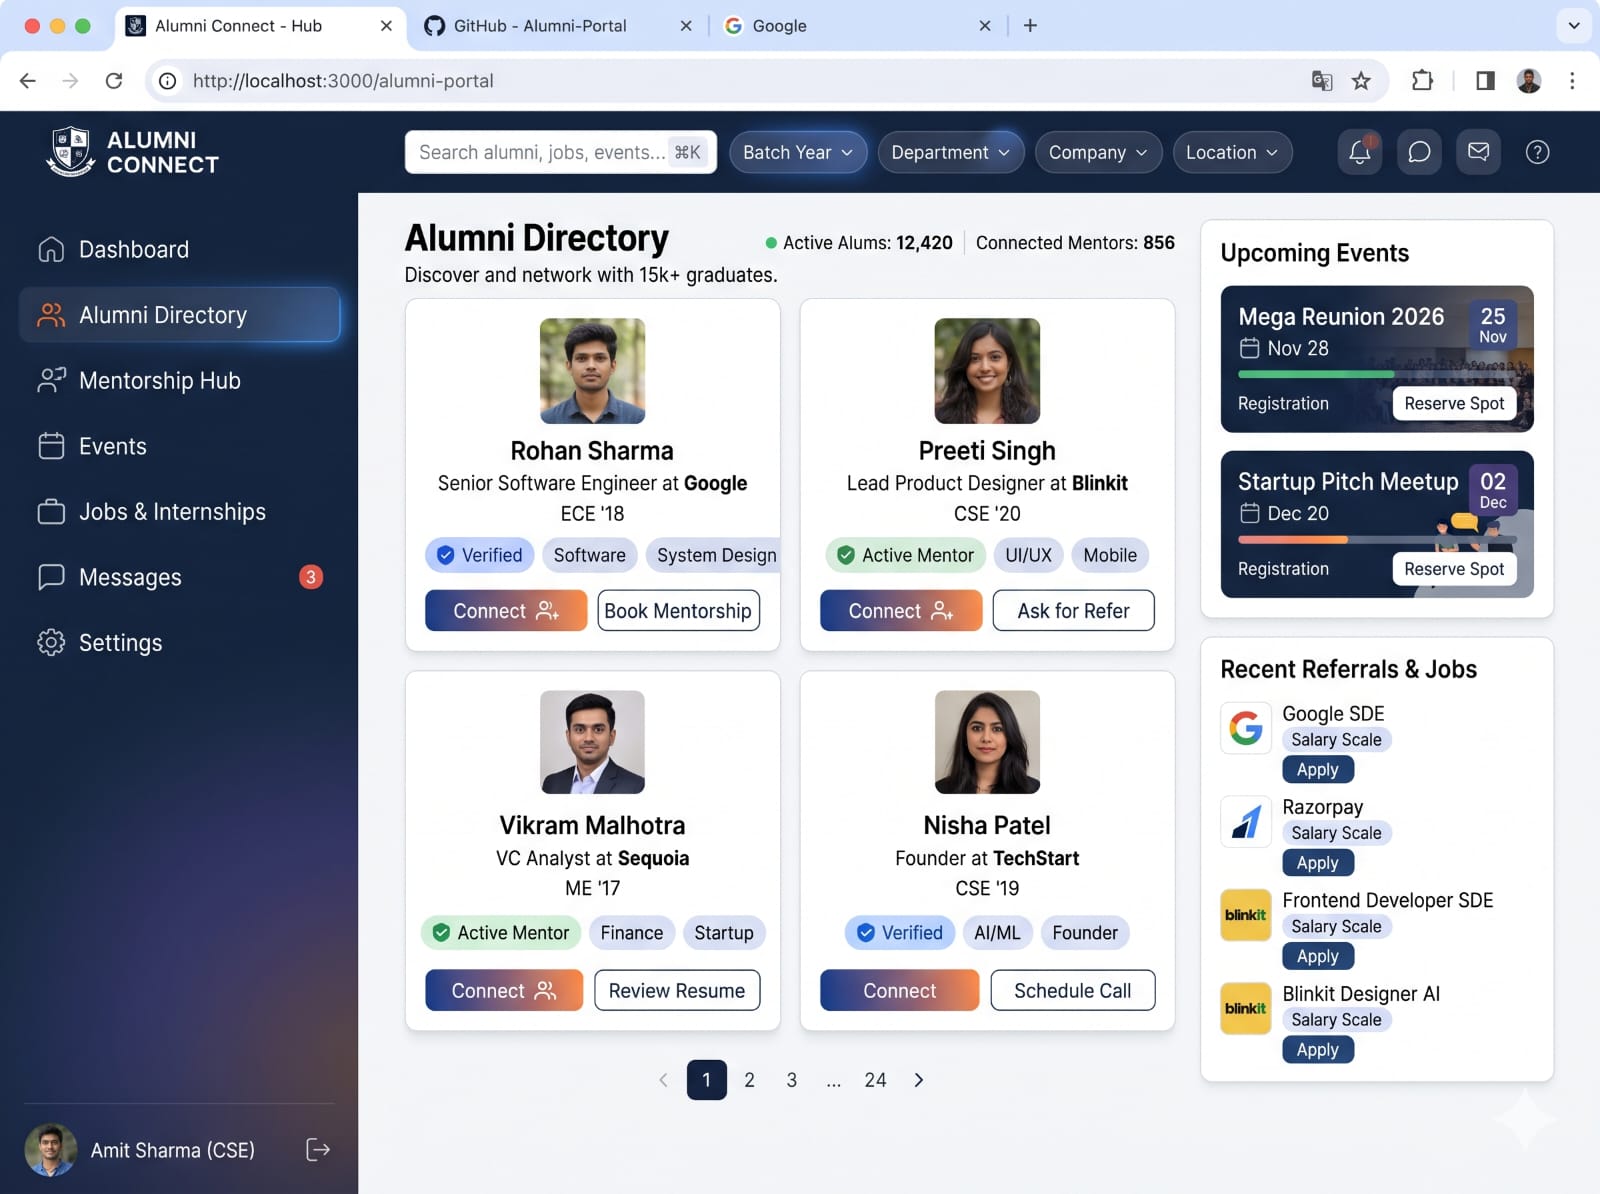 Alumni Connect - Hub
GitHub - Alumni-Portal
Google
http://localhost:3000/alumni-portal
ALUMNI
CONNECT
Search alumni, jobs, events... ⌘K
Batch Year
Department
Company
Location
Dashboard
Alumni Directory
Mentorship Hub
Events
Jobs & Internships
Messages 3
Settings
Amit Sharma (CSE)
Alumni Directory
Active Alums: 12,420
Connected Mentors: 856
Discover and network with 15k+ graduates.
Rohan Sharma
Senior Software Engineer at Google
ECE '18
Verified Software System Design
Connect Book Mentorship
Preeti Singh
Lead Product Designer at Blinkit
CSE '20
Active Mentor UI/UX Mobile
Connect Ask for Refer
Vikram Malhotra
VC Analyst at Sequoia
ME '17
Active Mentor Finance Startup
Connect Review Resume
Nisha Patel
Founder at TechStart
CSE '19
Verified AI/ML Founder
Connect Schedule Call
1 2 3 ... 24
Upcoming Events
Mega Reunion 2026
25
Nov
Nov 28
Registration Reserve Spot
Startup Pitch Meetup
02
Dec
Dec 20
Registration Reserve Spot
Recent Referrals & Jobs
Google SDE
Salary Scale
Apply
Razorpay
Salary Scale
Apply
blinkit
Frontend Developer SDE
Salary Scale
Apply
blinkit
Blinkit Designer AI
Salary Scale
Apply